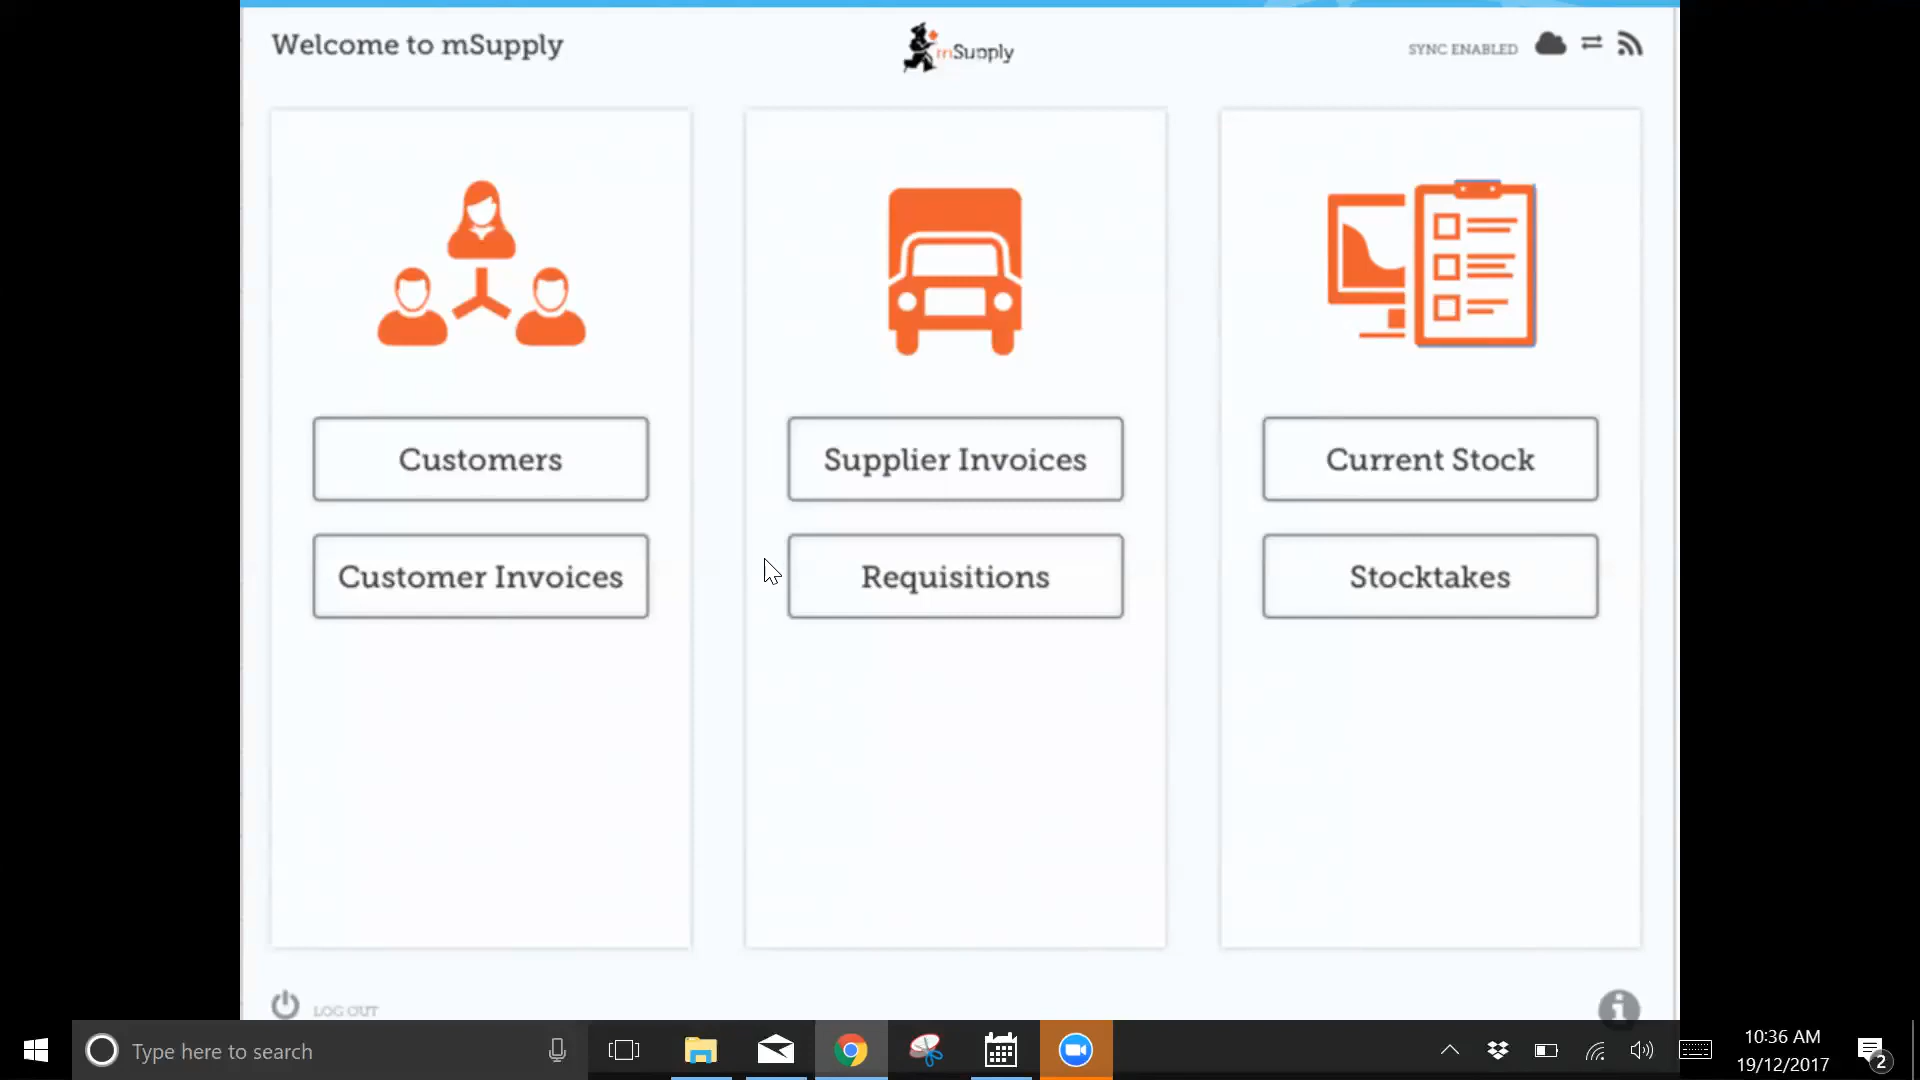 Welcome to mSupply
mSupply
SYNC ENABLED
Customers
Customer Invoices
Supplier Invoices
Requisitions
Current Stock
Stocktakes
LOG OUT
Type here to search
10:36 AM
19/12/2017
2